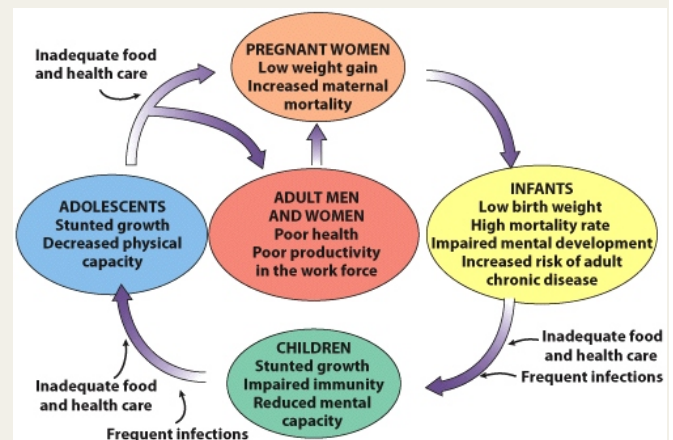 Inadequate food
and health care
PREGNANT WOMEN
Low weight gain
Increased maternal
mortality
ADOLESCENTS
Stunted growth
Decreased physical
capacity
ADULT MEN
AND WOMEN
Poor health
Poor productivity
in the work force
INFANTS
Low birth weight
High mortality rate
Impaired mental development
Increased risk of adult
chronic disease
CHILDREN
Stunted growth
Impaired immunity
Reduced mental
capacity
Inadequate food
and health care
Frequent infections
Inadequate food
and health care
Frequent infections